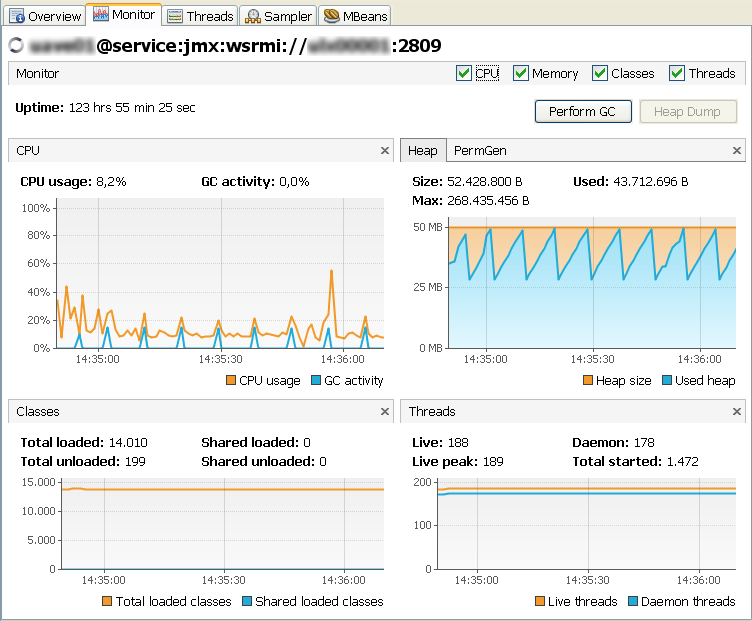 Overview Monitor Threads Sampler MBeans
@service:jmx:wsrmi:// :2809
Monitor CPU Memory Classes Threads
Uptime: 123 hrs 55 min 25 sec
Perform GC Heap Dump
CPU
CPU usage: 8,2% GC activity: 0,0%
100%
80%
60%
40%
20%
0%
14:35:00 14:35:30 14:36:00
CPU usage GC activity
Heap PermGen
Size: 52.428.800 B Used: 43.712.696 B
Max: 268.435.456 B
50 MB
25 MB
0 MB
14:35:00 14:35:30 14:36:00
Heap size Used heap
Classes
Total loaded: 14.010 Shared loaded: 0
Total unloaded: 199 Shared unloaded: 0
15.000
10.000
5.000
0
14:35:00 14:35:30 14:36:00
Total loaded classes Shared loaded classes
Threads
Live: 188 Daemon: 178
Live peak: 189 Total started: 1.472
200
100
0
14:35:00 14:35:30 14:36:00
Live threads Daemon threads